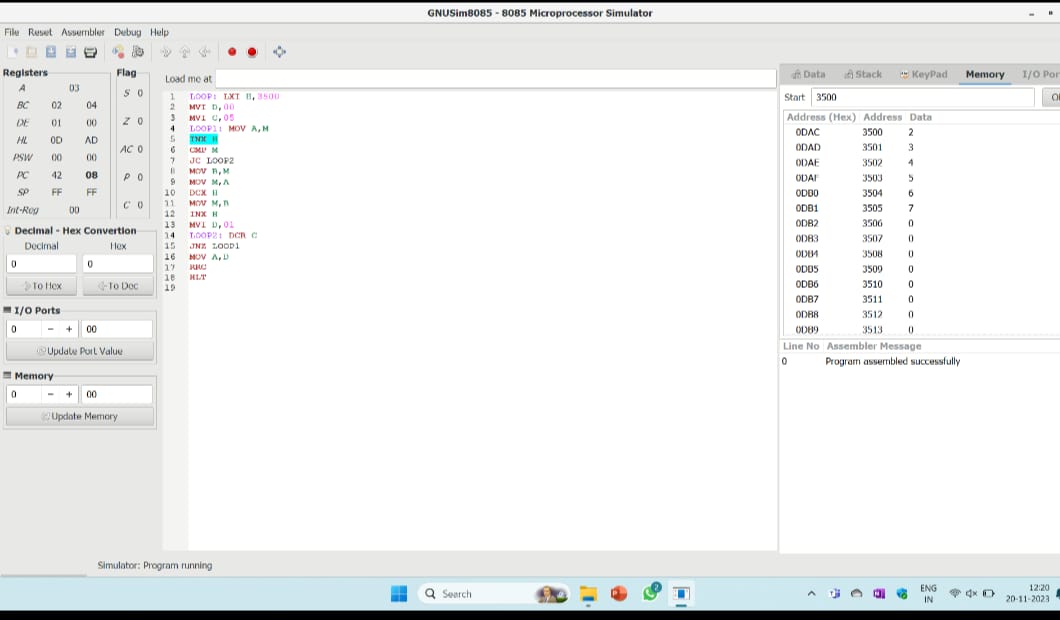 GNUSim8085 - 8085 Microprocessor Simulator
File Reset Assembler Debug Help
Registers Flag
Load me at
A 03
BC 02 04
DE 01 00
HL 0D AD
PSW 00 00
PC 42 08
SP FF FF
Int-Reg 00
S 0
Z 0
AC 0
P 0
C 0
Decimal - Hex Convertion
Decimal Hex
0 0
To Hex To Dec
I/O Ports
0 - + 00
Update Port Value
Memory
0 - + 00
Update Memory
1 LOOP: LXI H,3500
2 MVI D,00
3 MVI C,05
4 LOOP1: MOV A,M
5 INX H
6 CMP M
7 JC LOOP2
8 MOV B,M
9 MOV M,A
10 DCX H
11 MOV M,B
12 INX H
13 MVI D,01
14 LOOP2: DCR C
15 JNZ LOOP1
16 MOV A,D
17 RRC
18 HLT
19
Data Stack KeyPad Memory I/O Por
Start 3500
Address (Hex) Address Data
0DAC 3500 2
0DAD 3501 3
0DAE 3502 4
0DAF 3503 5
0DB0 3504 6
0DB1 3505 7
0DB2 3506 0
0DB3 3507 0
0DB4 3508 0
0DB5 3509 0
0DB6 3510 0
0DB7 3511 0
0DB8 3512 0
0DB9 3513 0
Line No Assembler Message
0 Program assembled successfully
Simulator: Program running
Search
2
ENG
IN
12:20
20-11-2023